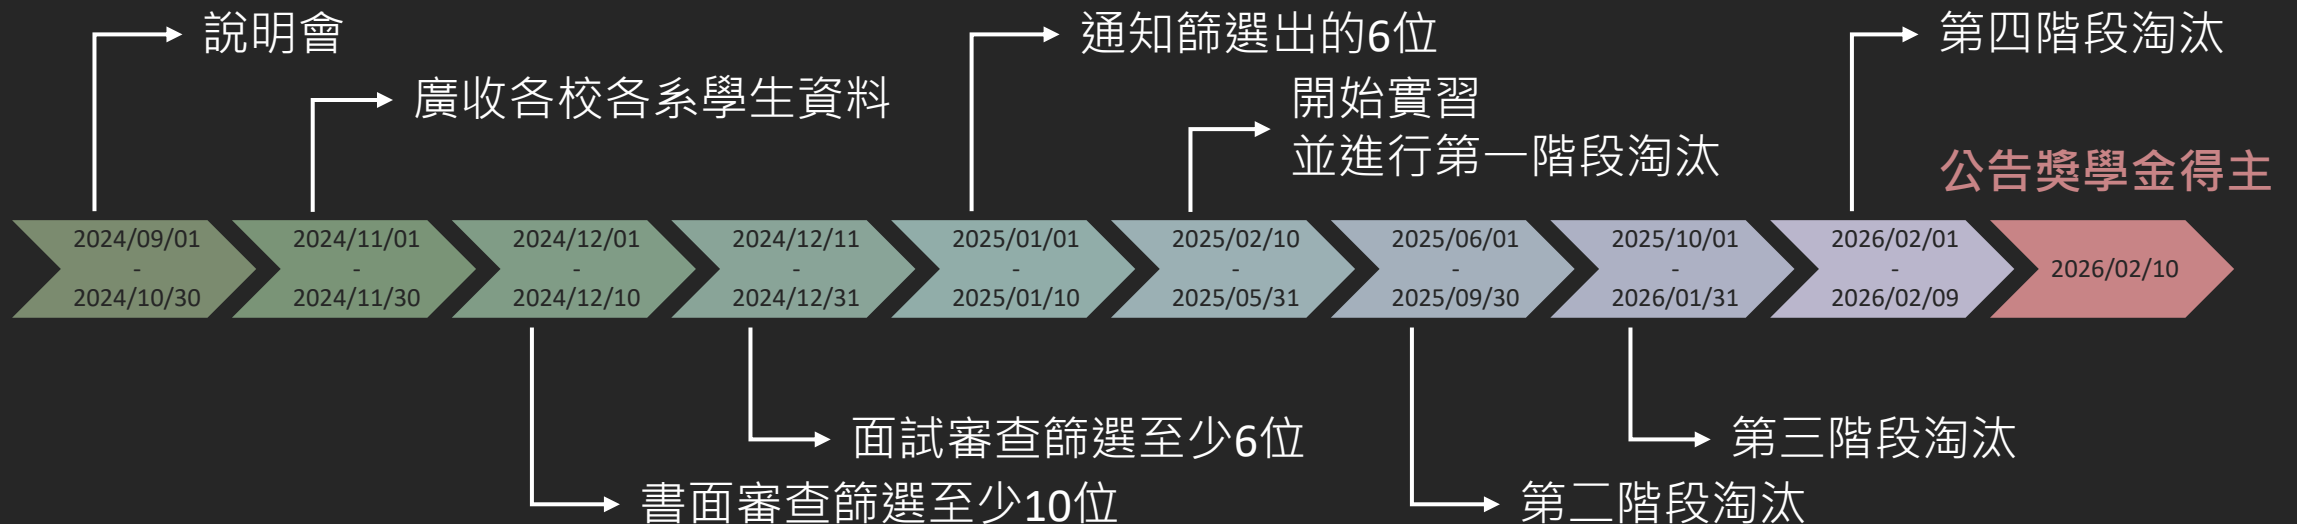 說明會
廣收各校各系學生資料
通知篩選出的6位
開始實習
並進行第一階段淘汰
第四階段淘汰
公告獎學金得主
2024/09/01
-
2024/10/30
2024/11/01
-
2024/11/30
2024/12/01
-
2024/12/10
2024/12/11
-
2024/12/31
2025/01/01
-
2025/01/10
2025/02/10
-
2025/05/31
2025/06/01
-
2025/09/30
2025/10/01
-
2026/01/31
2026/02/01
-
2026/02/09
2026/02/10
面試審查篩選至少6位
書面審查篩選至少10位
第三階段淘汰
第二階段淘汰